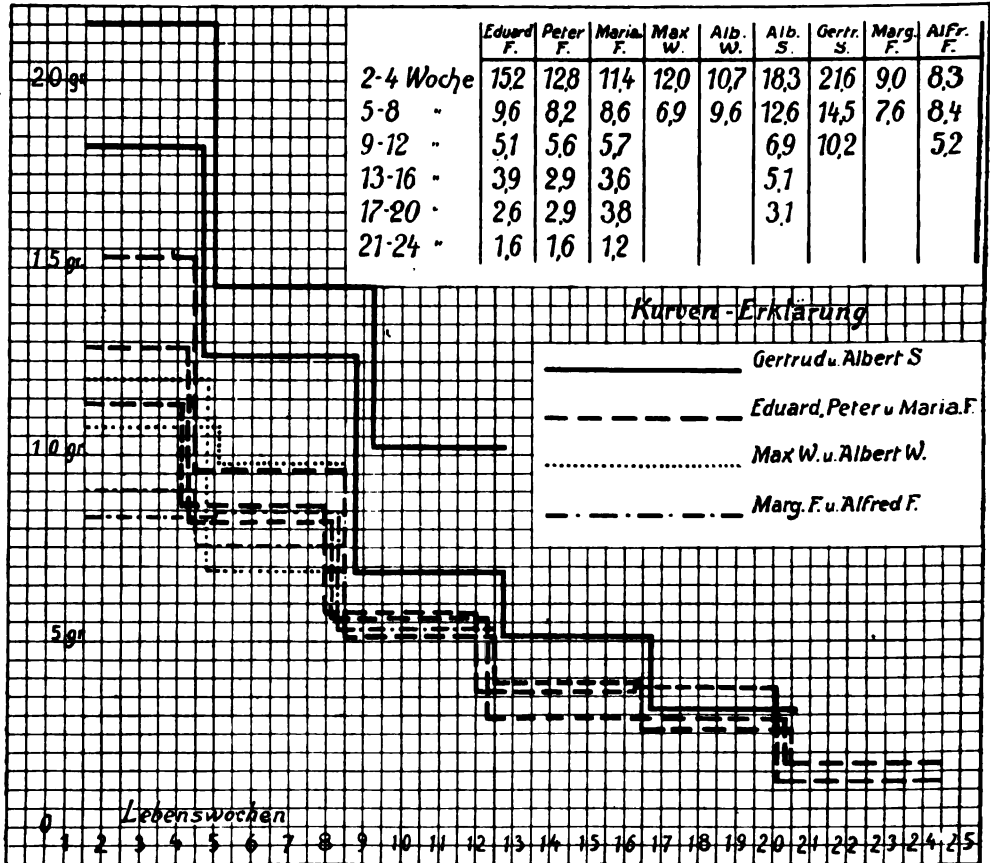 Eduard F. Peter F. Maria F. Max W. Alb. W. Alb. S. Gertr. S. Marg. F. Alfr. F.
2-4 Woche 15,2 12,8 11,4 12,0 10,7 18,3 21,6 9,0 8,3
5-8 " 9,6 8,2 8,6 6,9 9,6 12,6 14,5 7,6 8,4
9-12 " 5,1 5,6 5,7 6,9 10,2 5,2
13-16 " 3,9 2,9 3,6 5,1
17-20 " 2,6 2,9 3,8 3,1
21-24 " 1,6 1,6 1,2
20 gr.
15 gr.
10 gr.
5 gr.
0
Kurven-Erklärung
Gertrud u. Albert S
Eduard, Peter u Maria. F.
Max W. u. Albert W.
Marg. F. u. Alfred F.
Lebenswochen
1 2 3 4 5 6 7 8 9 10 11 12 13 14 15 16 17 18 19 20 21 22 23 24 25